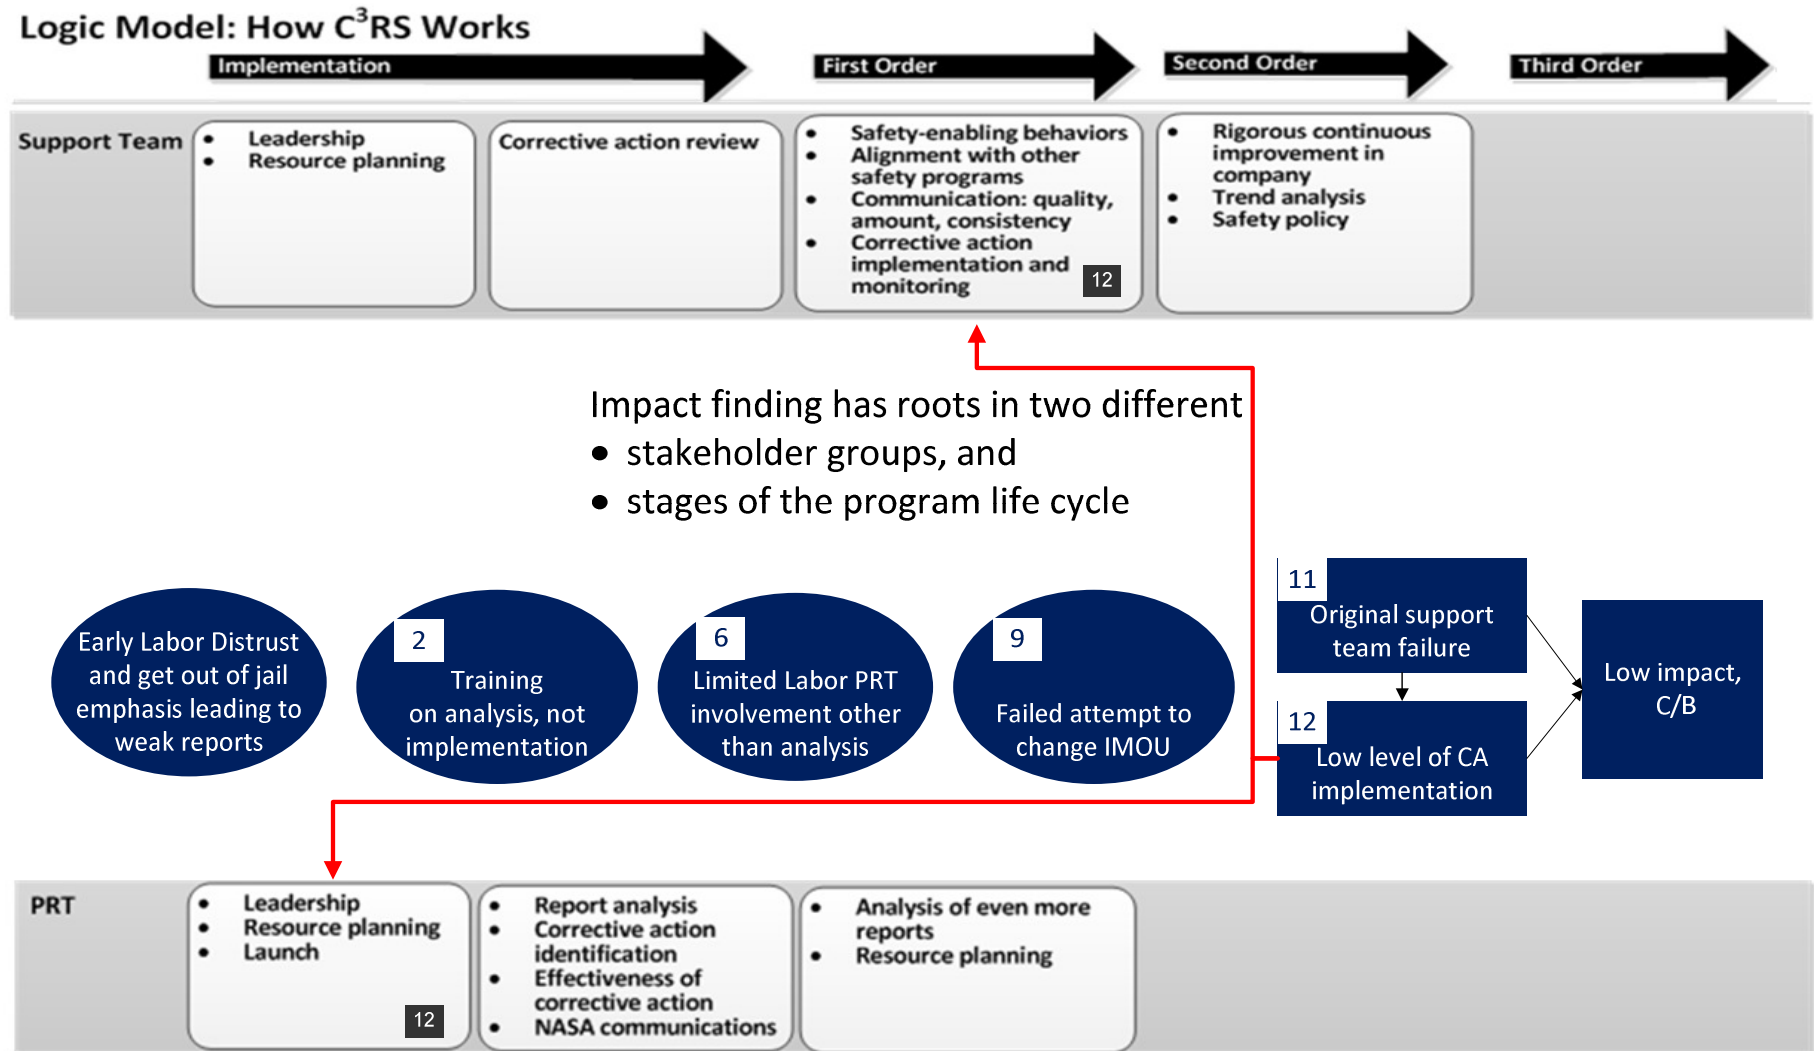 Logic Model: How C³RS Works
Implementation
First Order
Second Order
Third Order
Support Team
• Leadership
• Resource planning
Corrective action review
• Safety-enabling behaviors
• Alignment with other
safety programs
• Communication: quality,
amount, consistency
• Corrective action
implementation and
monitoring
12
• Rigorous continuous
improvement in
company
• Trend analysis
• Safety policy
Impact finding has roots in two different
• stakeholder groups, and
• stages of the program life cycle
Early Labor Distrust
and get out of jail
emphasis leading to
weak reports
2
Training
on analysis, not
implementation
6
Limited Labor PRT
involvement other
than analysis
9
Failed attempt to
change IMOU
11
Original support
team failure
12
Low level of CA
implementation
Low impact,
C/B
PRT
• Leadership
• Resource planning
• Launch
12
• Report analysis
• Corrective action
identification
• Effectiveness of
corrective action
• NASA communications
• Analysis of even more
reports
• Resource planning